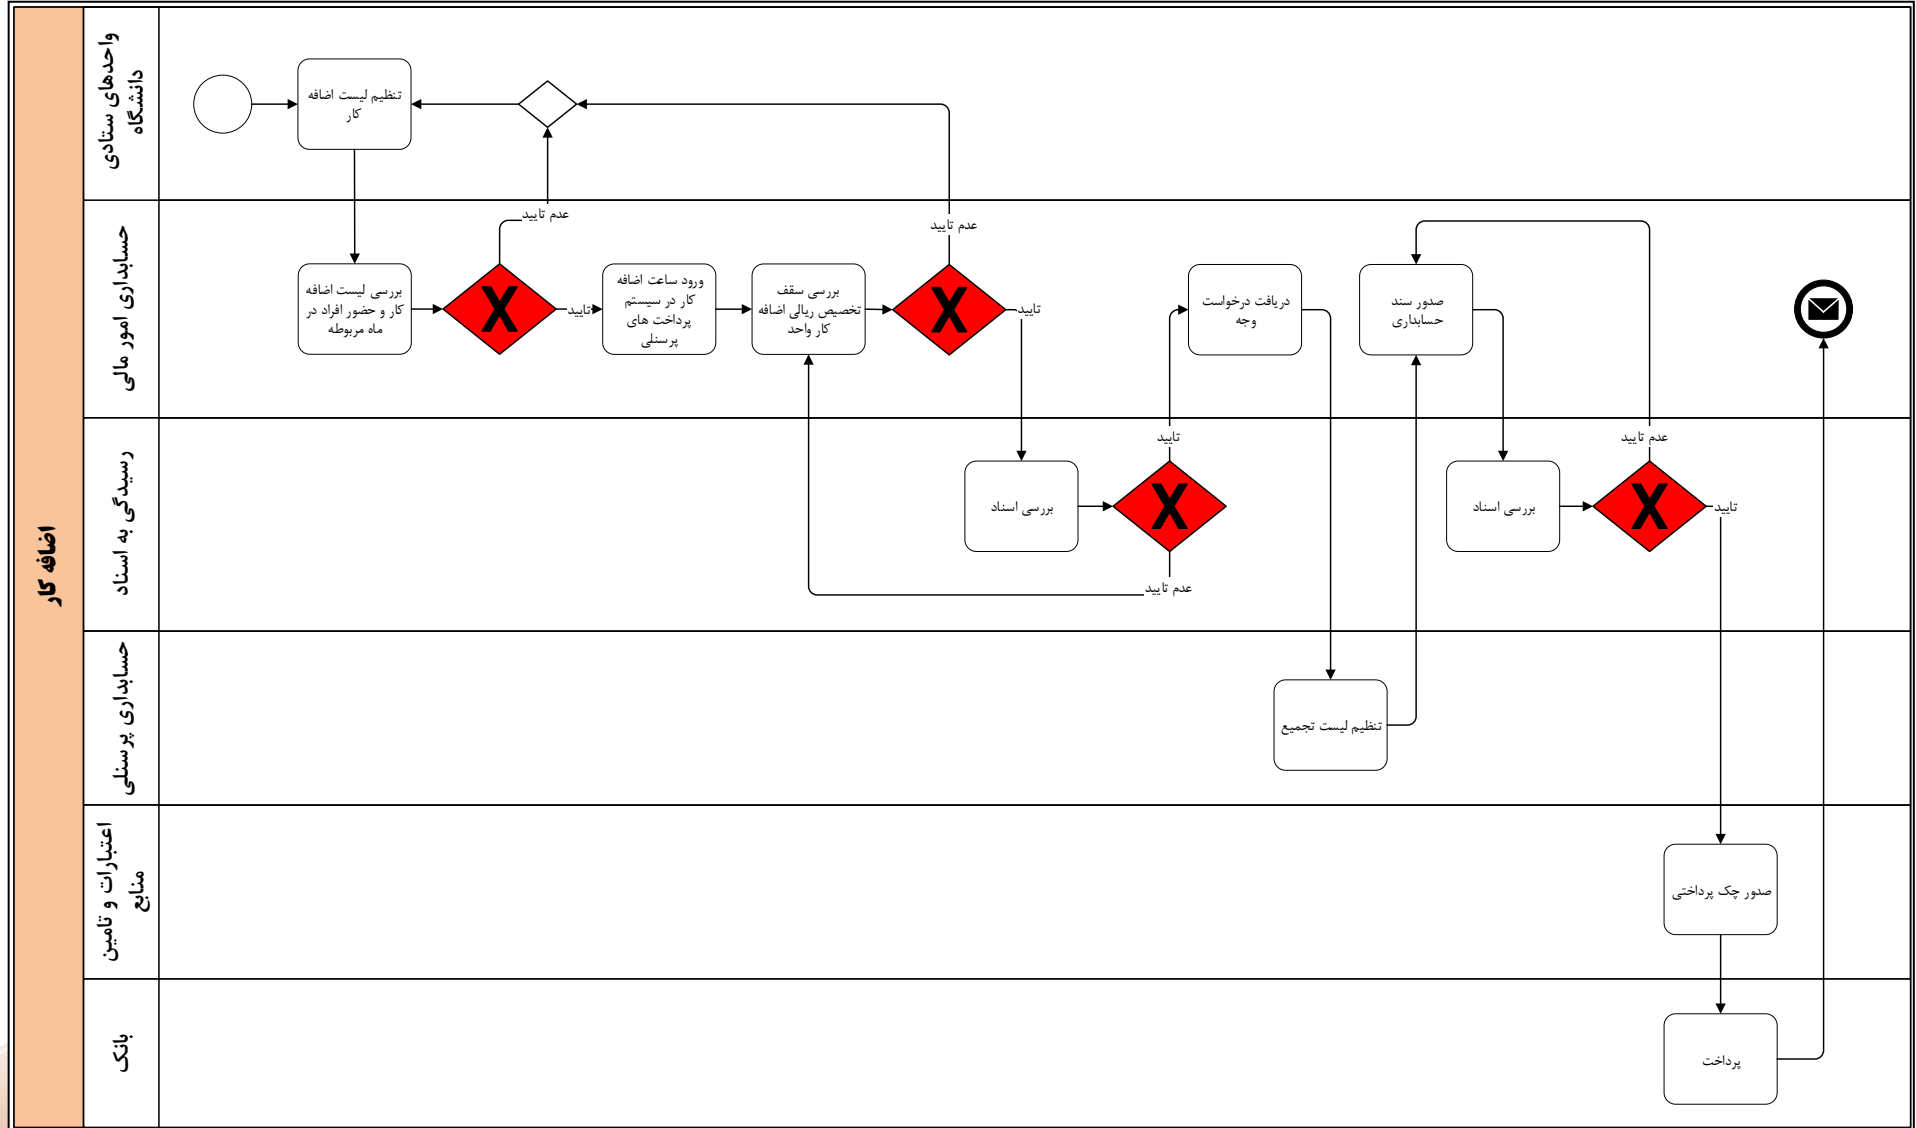 اضافه کار
واحدهای ستادی
دانشگاه
تنظیم لیست اضافه
کار
حسابداری امور مالی
عدم تایید
عدم تایید
بررسی لیست اضافه
کار و حضور افراد در
ماه مربوطه
تایید
ورود ساعت اضافه
کار در سیستم
پرداخت های
پرسنلی
بررسی سقف
تخصیص ریالی اضافه
کار واحد
تایید
دریافت درخواست
وجه
صدور سند
حسابداری
رسیدگی به اسناد
بررسی اسناد
تایید
عدم تایید
بررسی اسناد
عدم تایید
تایید
حسابداری پرسنلی
تنظیم لیست تجمیع
اعتبارات و تامین
منابع
صدور چک پرداختی
بانک
پرداخت